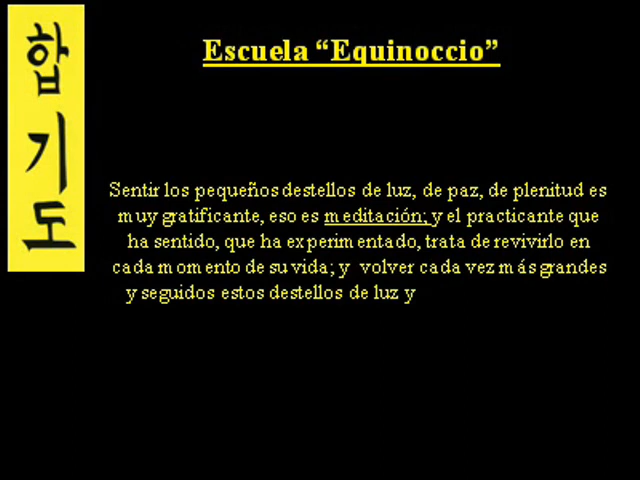 합
기
도
Escuela “Equinoccio”
Sentir los pequeños destellos de luz, de paz, de plenitud es
muy gratificante, eso es meditación; y el practicante que
ha sentido, que ha experimentado, trata de revivirlo en
cada momento de su vida; y volver cada vez más grandes
y seguidos estos destellos de luz y